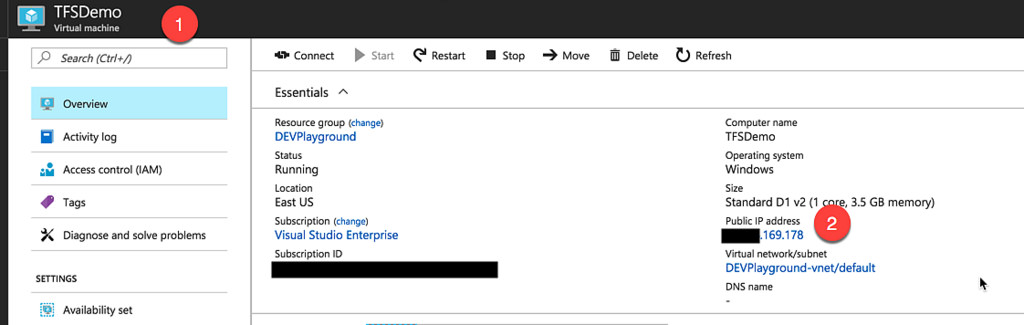 TFSDemo
Virtual machine
1
Search (Ctrl+/)
Overview
Activity log
Access control (IAM)
Tags
Diagnose and solve problems
SETTINGS
Availability set
Connect Start Restart Stop Move Delete Refresh
Essentials
Resource group (change)
DEVPlayground
Status
Running
Location
East US
Subscription (change)
Visual Studio Enterprise
Subscription ID
Computer name
TFSDemo
Operating system
Windows
Size
Standard D1 v2 (1 core, 3.5 GB memory)
Public IP address
.169.178
2
Virtual network/subnet
DEVPlayground-vnet/default
DNS name
-